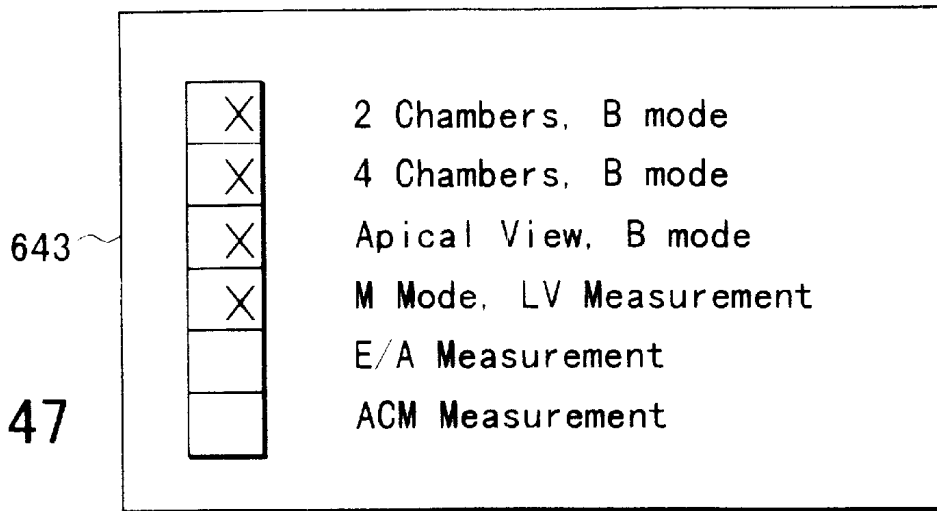 X 2 Chambers, B mode
X 4 Chambers, B mode
643 X Apical View, B mode
X M Mode, LV Measurement
E/A Measurement
47 ACM Measurement